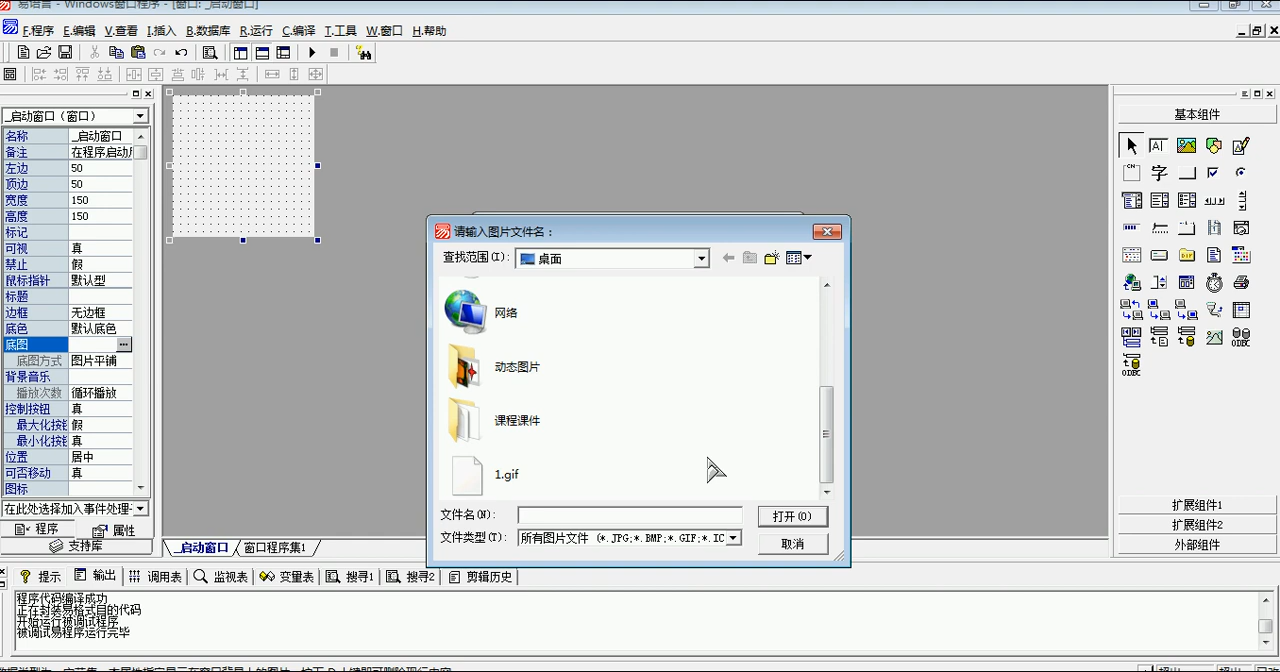 易语言 - Windows窗口程序 - [窗口: _启动窗口]
F.程序 E.编辑 V.查看 I.插入 B.数据库 R.运行 C.编译 T.工具 W.窗口 H.帮助
_启动窗口（窗口）
名称 _启动窗口
备注 在程序启动后
左边 50
顶边 50
宽度 150
高度 150
标记
可视 真
禁止 假
鼠标指针 默认型
标题
边框 无边框
底色 默认底色
底图 ...
底图方式 图片平铺
背景音乐
播放次数 循环播放
控制按钮 真
最大化按钮 假
最小化按钮 真
位置 居中
可否移动 真
图标
在此处选择加入事件处理
程序 属性
支持库
请输入图片文件名：
查找范围(I): 桌面
网络
动态图片
课程课件
1.gif
文件名(N): 打开(O)
文件类型(T): 所有图片文件 (*.JPG;*.BMP;*.GIF;*.IC 取消
_启动窗口 窗口程序集1
基本组件
扩展组件1
扩展组件2
外部组件
提示 输出 调用表 监视表 变量表 搜寻1 搜寻2 剪辑历史
程序代码编译成功
正在封装易格式目的代码
开始运行被调试程序
被调试易程序运行完毕